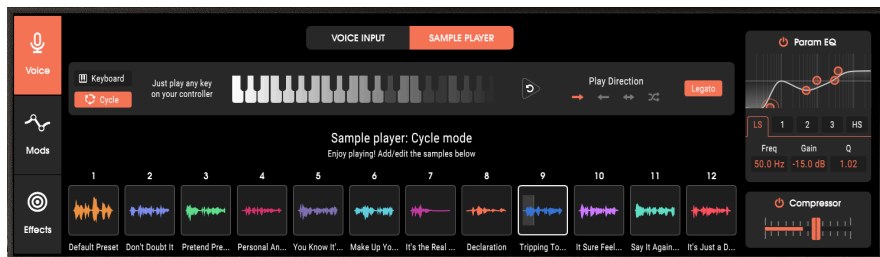 VOICE INPUT
SAMPLE PLAYER
Voice
Mods
Effects
Keyboard
Cycle
Just play any key
on your controller
Play Direction
Legato
Sample player: Cycle mode
Enjoy playing! Add/edit the samples below
1 2 3 4 5 6 7 8 9 10 11 12
Default Preset Don't Doubt It Pretend Pre... Personal An... You Know It'... Make Up Yo... It's the Real ... Declaration Tripping To... It Sure Feel... Say It Again... It's Just a D...
Param EQ
LS 1 2 3 HS
Freq Gain Q
50.0 Hz -15.0 dB 1.02
Compressor